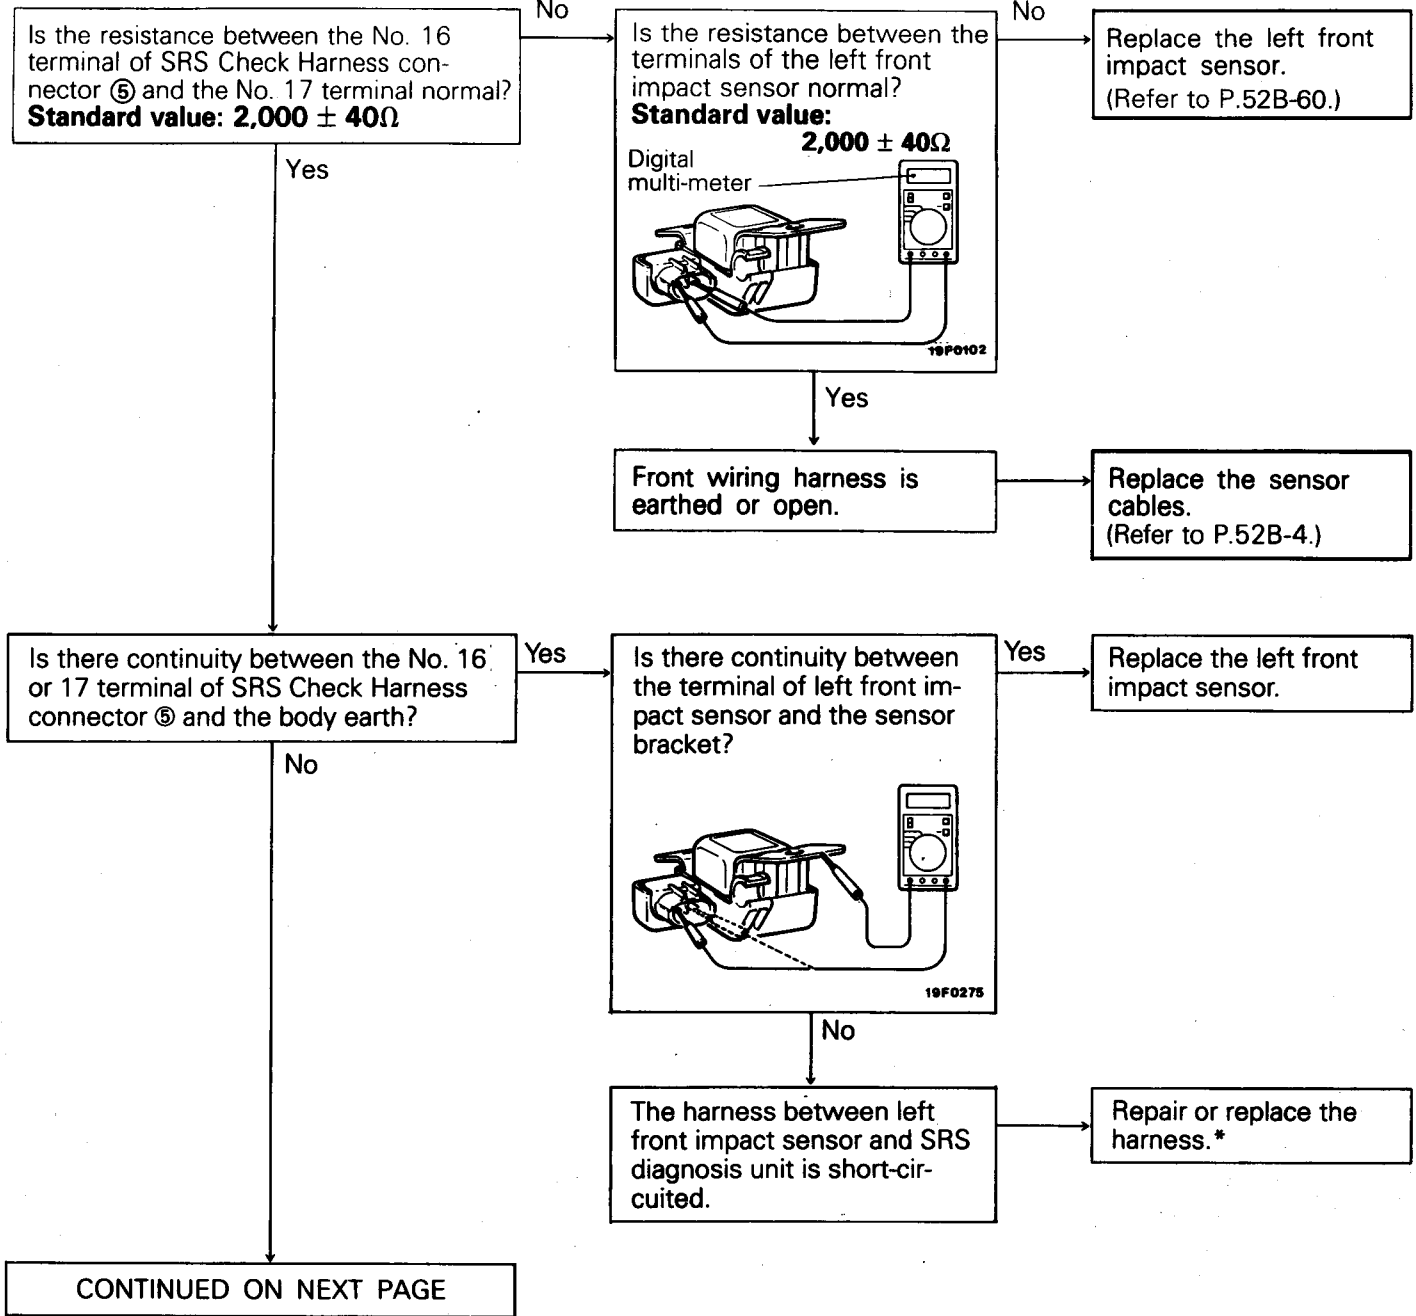 Is the resistance between the No. 16
terminal of SRS Check Harness con-
nector ⑤ and the No. 17 terminal normal?
Standard value: 2,000 ± 40Ω
No
Is the resistance between the
terminals of the left front
impact sensor normal?
Standard value:
2,000 ± 40Ω
Digital
multi-meter
19F0102
No
Replace the left front
impact sensor.
(Refer to P.52B-60.)
Yes
Yes
Front wiring harness is
earthed or open.
Replace the sensor
cables.
(Refer to P.52B-4.)
Is there continuity between the No. 16
or 17 terminal of SRS Check Harness
connector ⑤ and the body earth?
Yes
Is there continuity between
the terminal of left front im-
pact sensor and the sensor
bracket?
19F0275
Yes
Replace the left front
impact sensor.
No
No
The harness between left
front impact sensor and SRS
diagnosis unit is short-cir-
cuited.
Repair or replace the
harness.*
CONTINUED ON NEXT PAGE